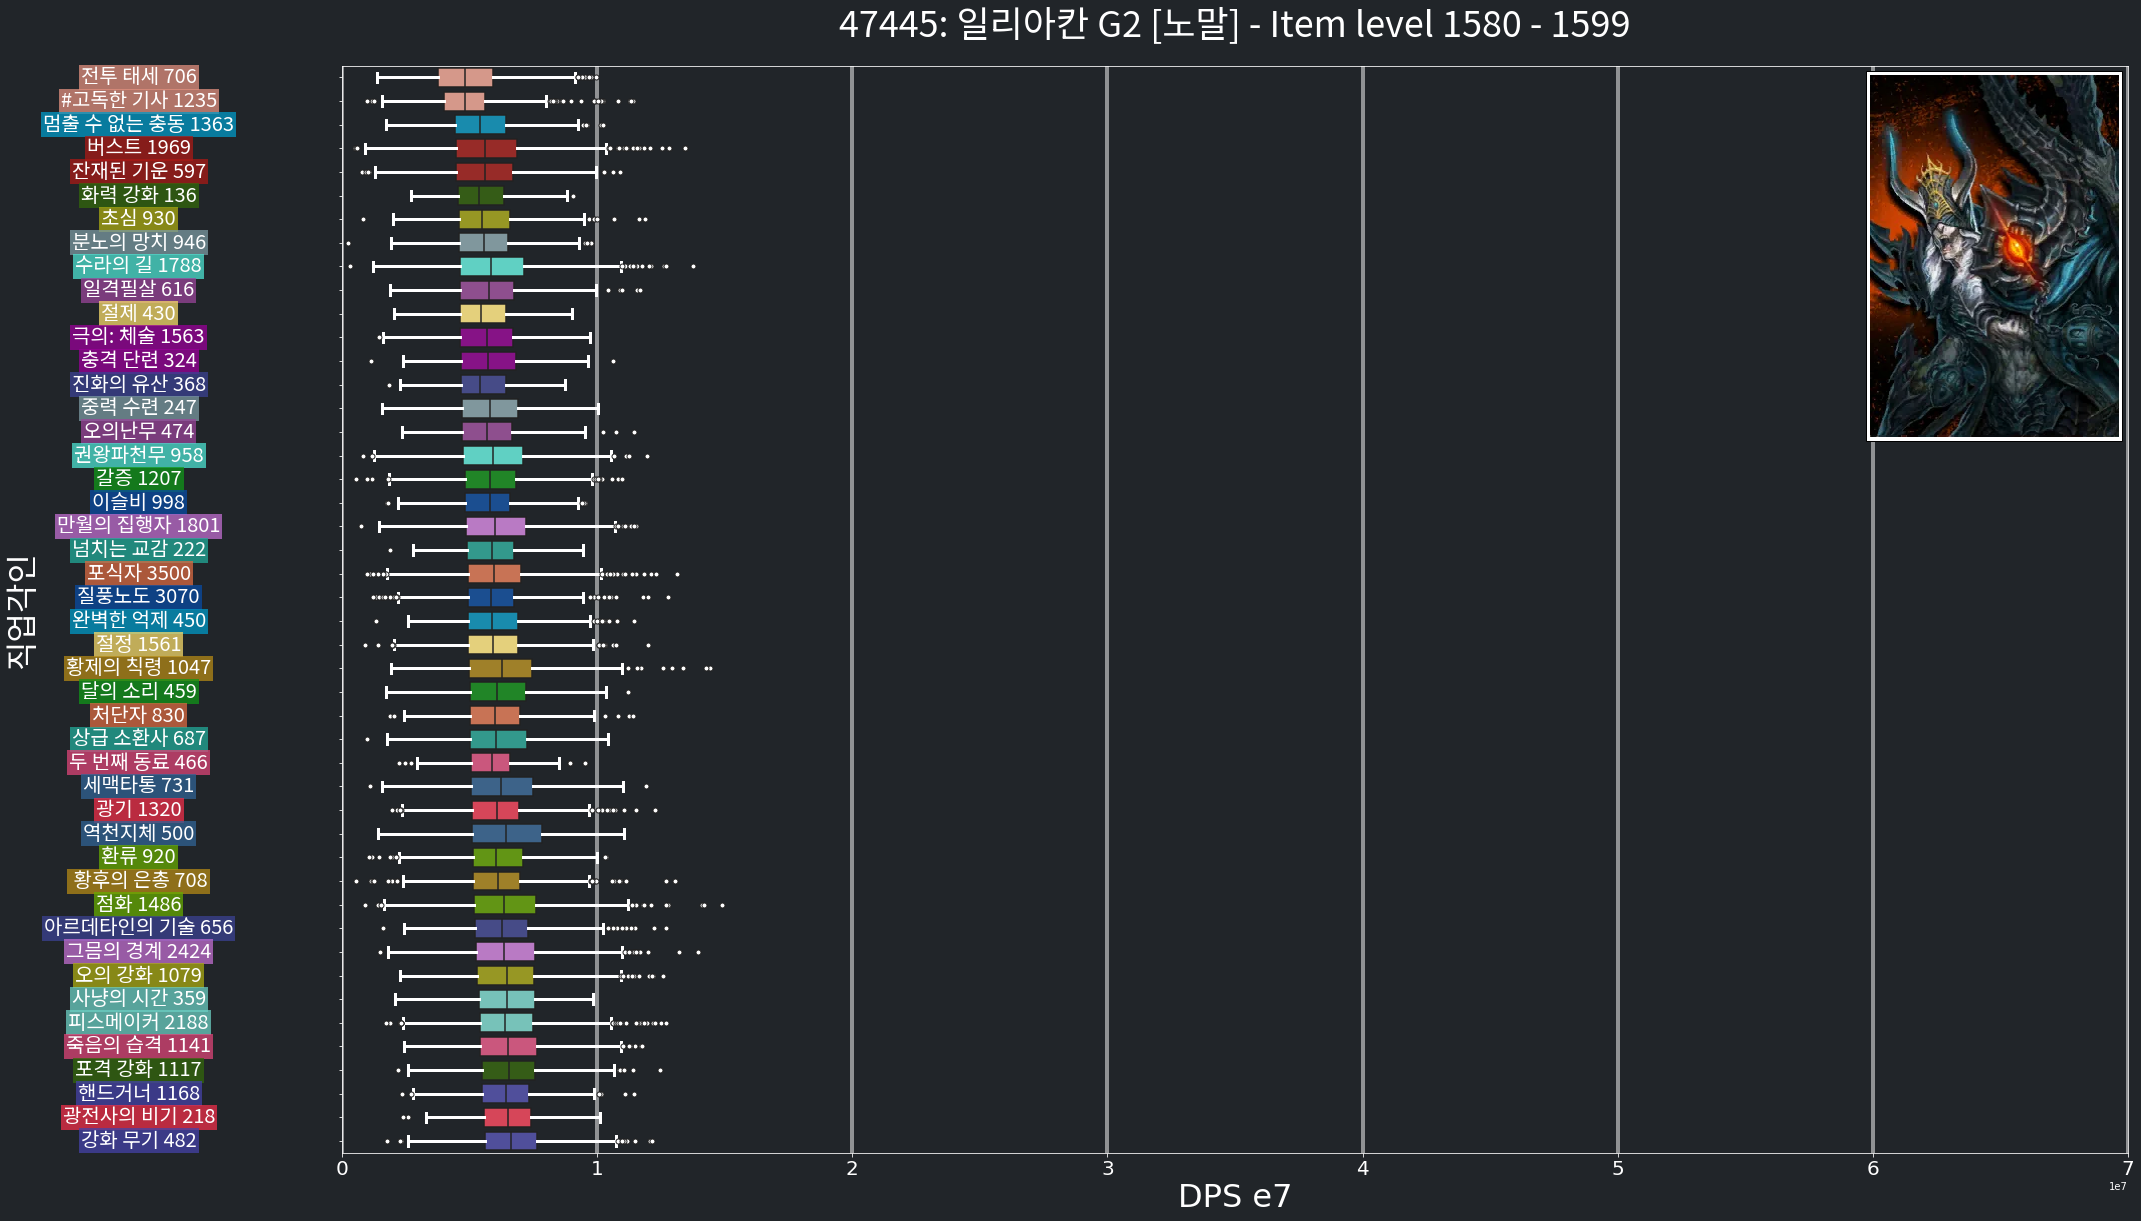 47445: 일리아칸 G2 [노말] - Item level 1580 - 1599
전투 태세 706
#고독한 기사 1235
멈출 수 없는 충동 1363
버스트 1969
잔재된 기운 597
화력 강화 136
초심 930
분노의 망치 946
수라의 길 1788
일격필살 616
절제 430
극의: 체술 1563
충격 단련 324
진화의 유산 368
중력 수련 247
오의난무 474
권왕파천무 958
갈증 1207
이슬비 998
만월의 집행자 1801
넘치는 교감 222
포식자 3500
질풍노도 3070
완벽한 억제 450
절정 1561
황제의 칙령 1047
달의 소리 459
처단자 830
상급 소환사 687
두 번째 동료 466
세맥타통 731
광기 1320
역천지체 500
환류 920
황후의 은총 708
점화 1486
아르데타인의 기술 656
그믐의 경계 2424
오의 강화 1079
사냥의 시간 359
피스메이커 2188
죽음의 습격 1141
포격 강화 1117
핸드거너 1168
광전사의 비기 218
강화 무기 482
직업각인
0 1 2 3 4 5 6 7
1e7
DPS e7